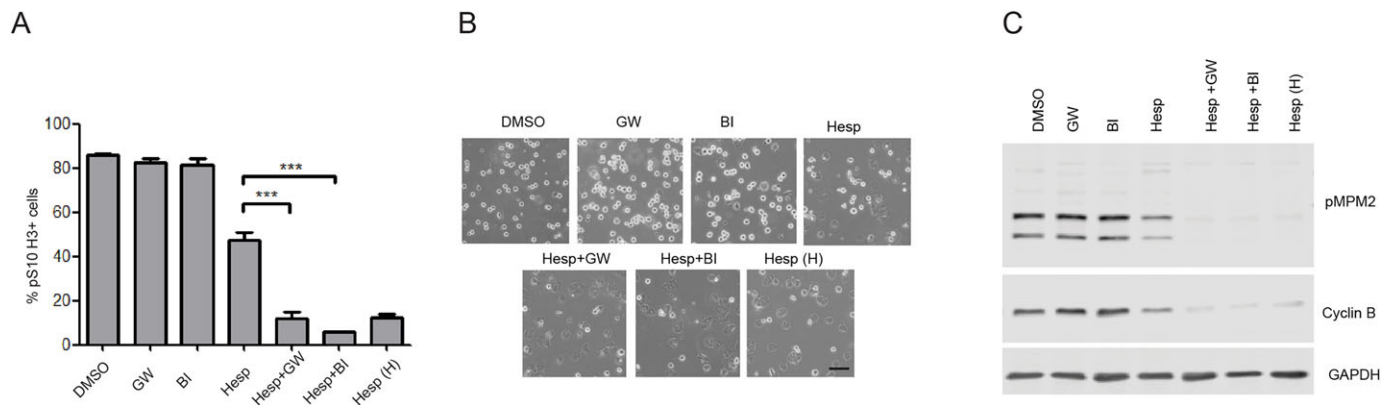 A
% pS10 H3+ cells
100
80
60
40
20
0
***
***
DMSO
GW
BI
Hesp
Hesp+GW
Hesp+BI
Hesp (H)
B
DMSO
GW
BI
Hesp
Hesp+GW
Hesp+BI
Hesp (H)
C
DMSO
GW
BI
Hesp
Hesp +GW
Hesp +BI
Hesp (H)
pMPM2
Cyclin B
GAPDH